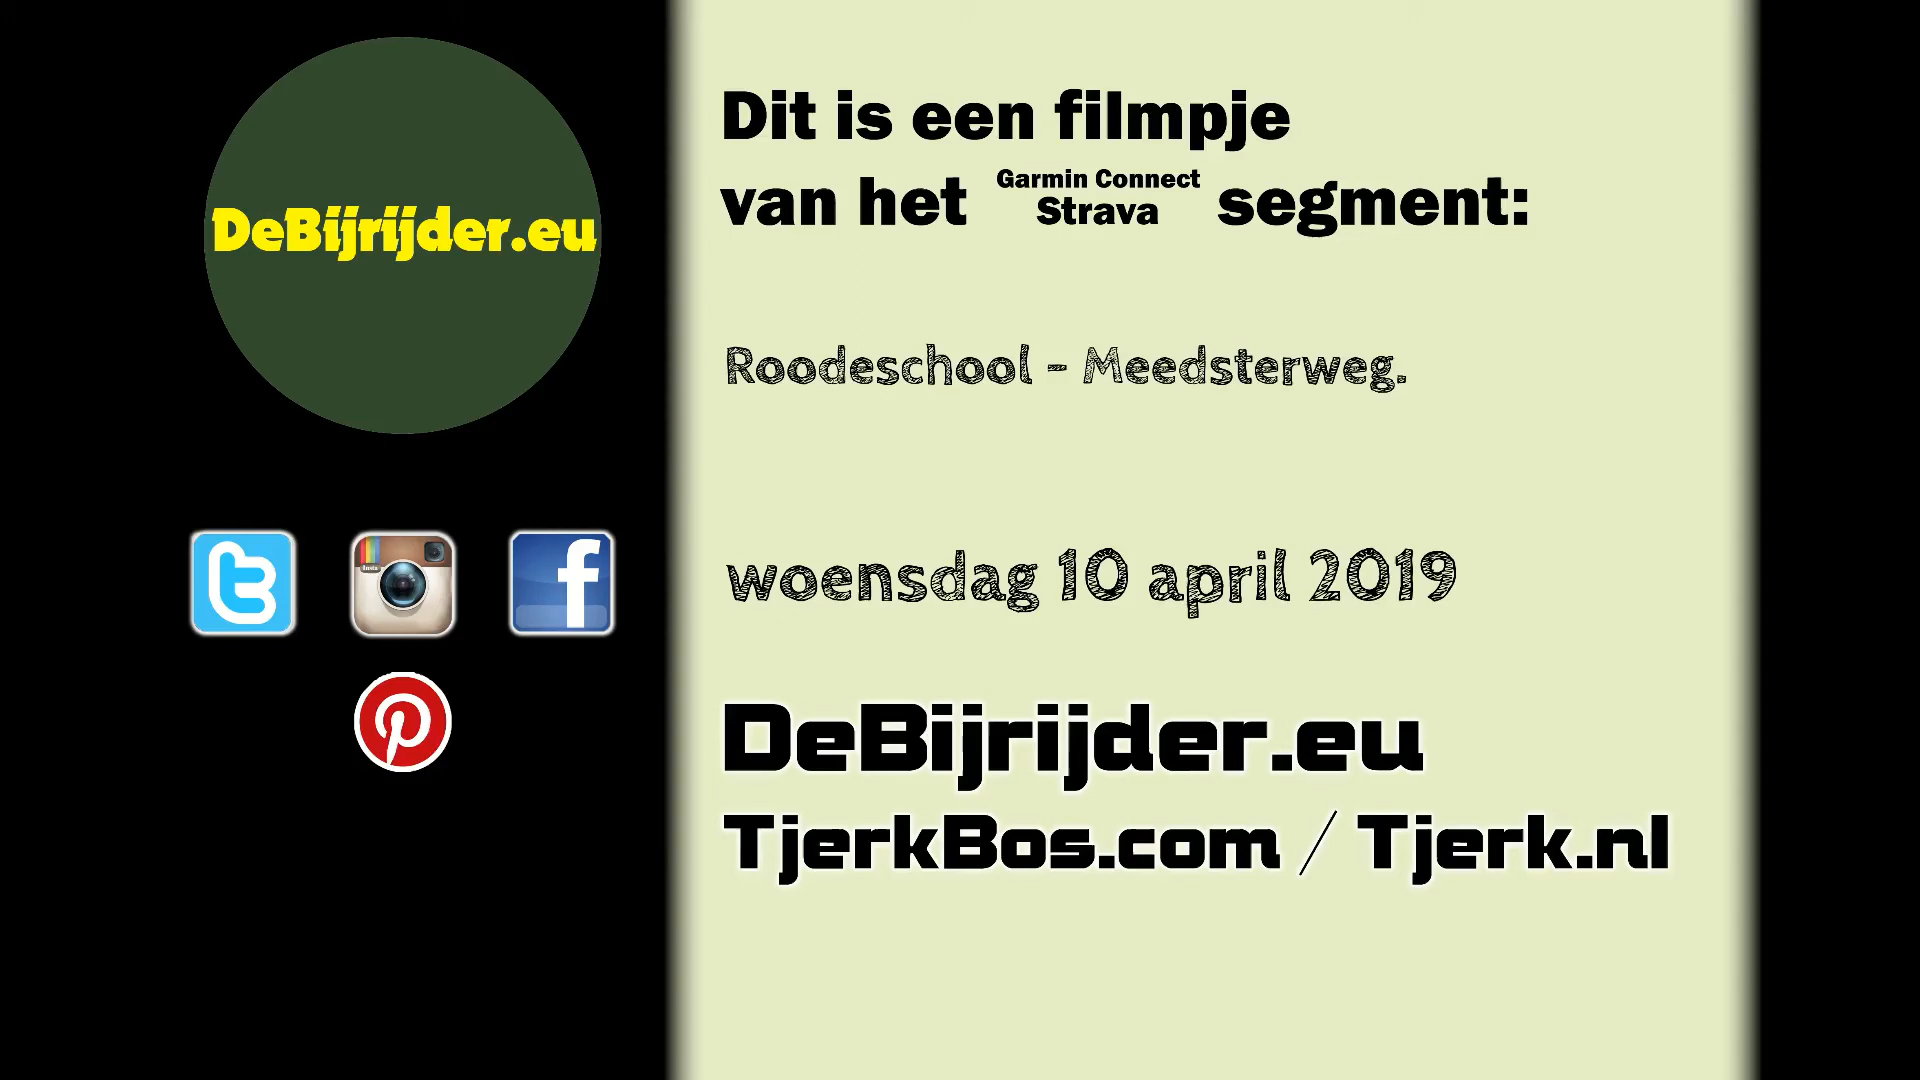 DeBijrijder.eu
Dit is een filmpje
van het Garmin Connect Strava segment:
Roodeschool - Meedsterweg.
woensdag 10 april 2019
DeBijrijder.eu
TjerkBos.com / Tjerk.nl
Insta